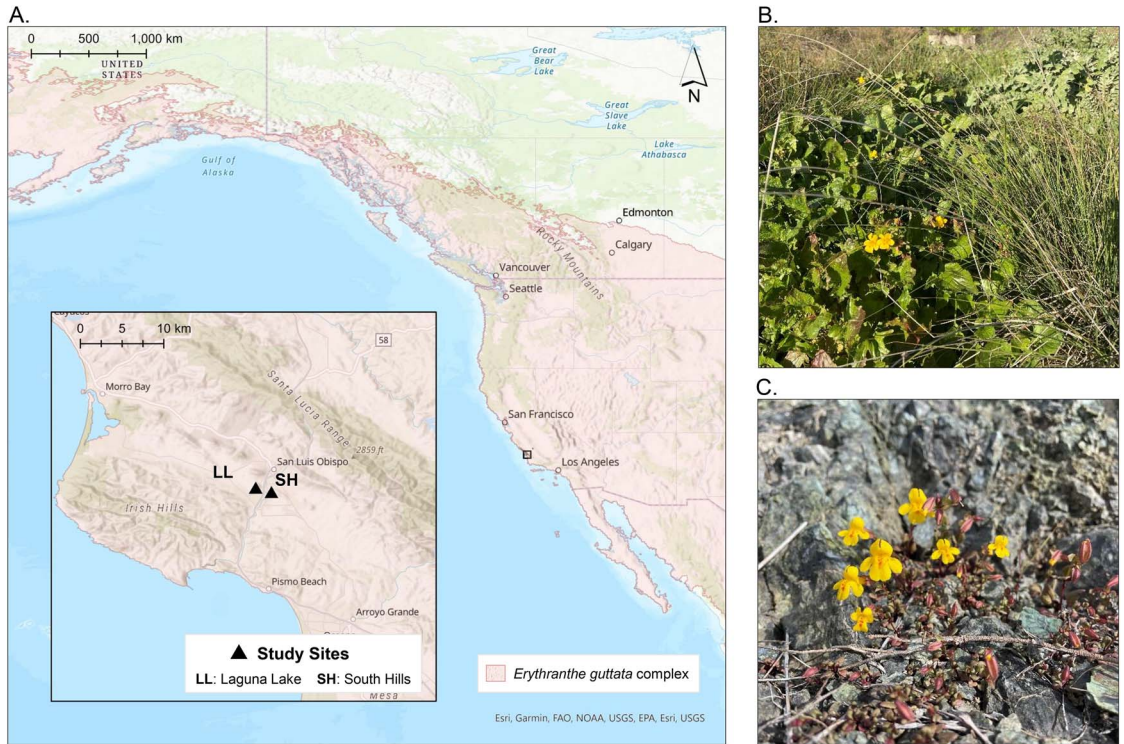 A.
0 500 1,000 km
UNITED
STATES
Great
Bear
Lake
N
Great
Slave
Lake
Gulf of
Alaska
Lake
Athabasca
Edmonton
Calgary
Rocky Mountains
Vancouver
Seattle
San Francisco
Los Angeles
0 5 10 km
58
Morro Bay
Santa Lucia Range
2859 ft
San Luis Obispo
LL
SH
Irish Hills
Pismo Beach
Arroyo Grande
Mesa
Study Sites
LL: Laguna Lake SH: South Hills
Erythranthe guttata complex
Esri, Garmin, FAO, NOAA, USGS, EPA, Esri, USGS
B.
C.